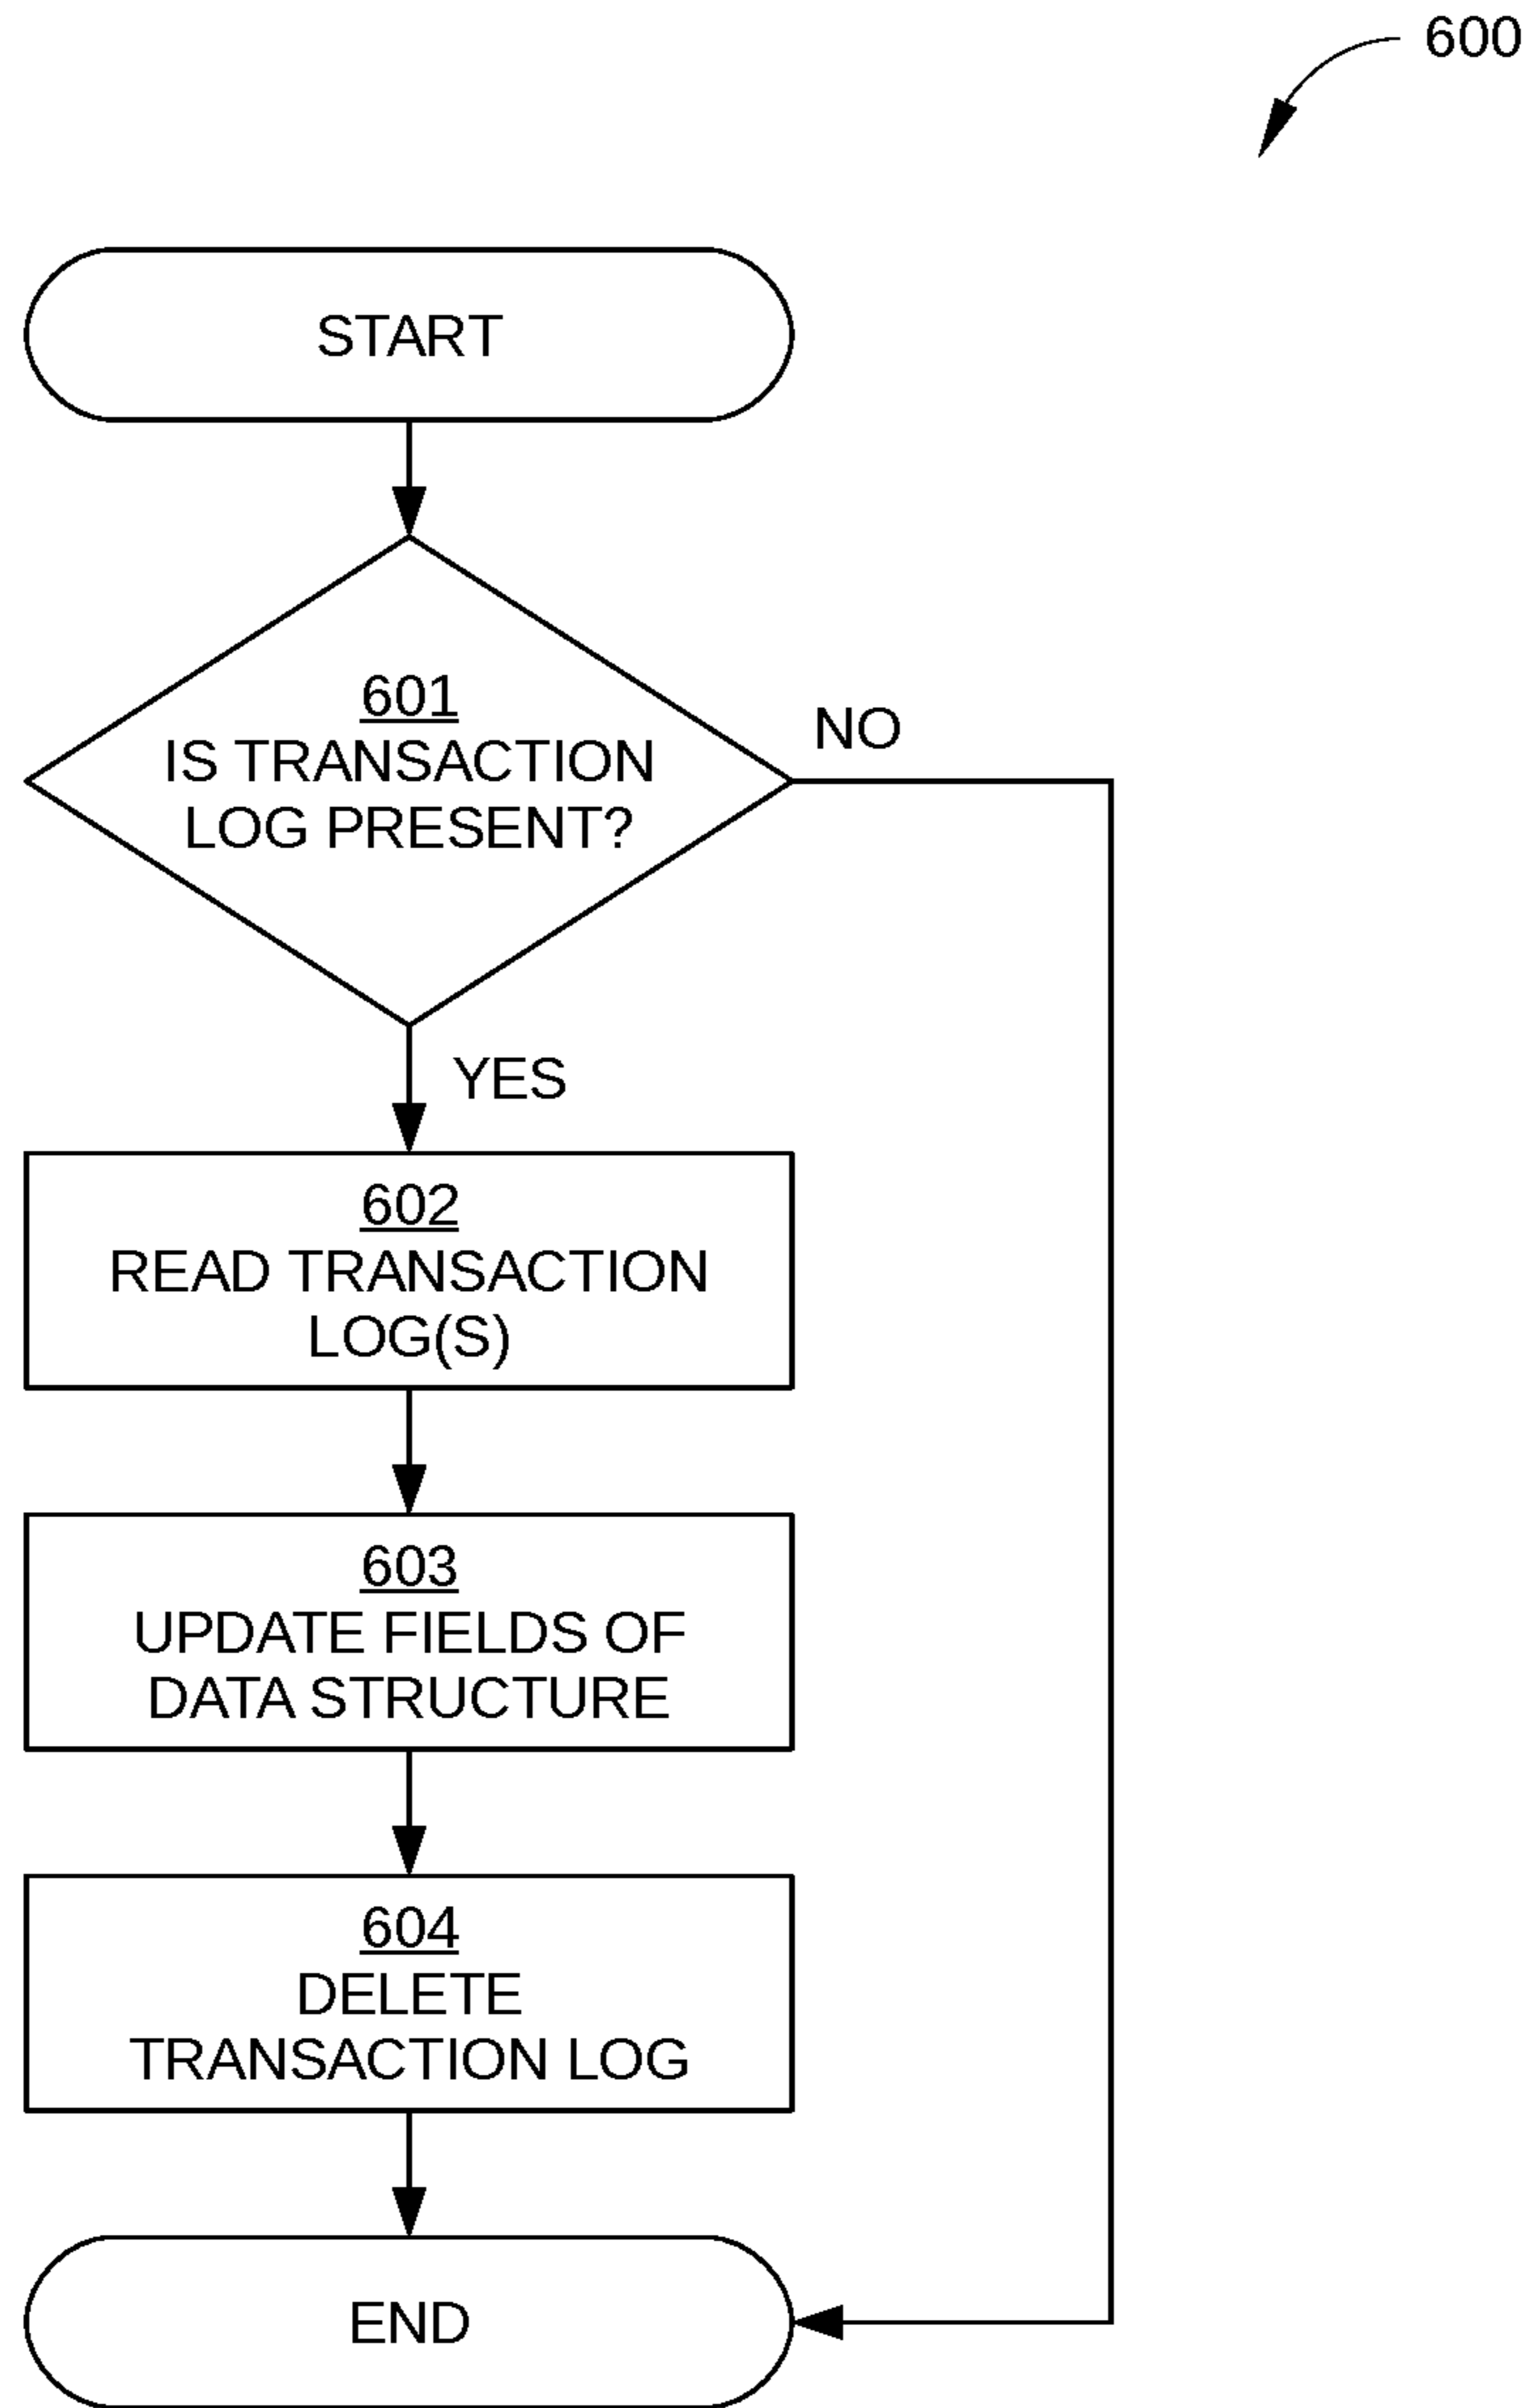 600
START
601
IS TRANSACTION
LOG PRESENT?
NO
YES
602
READ TRANSACTION
LOG(S)
603
UPDATE FIELDS OF
DATA STRUCTURE
604
DELETE
TRANSACTION LOG
END